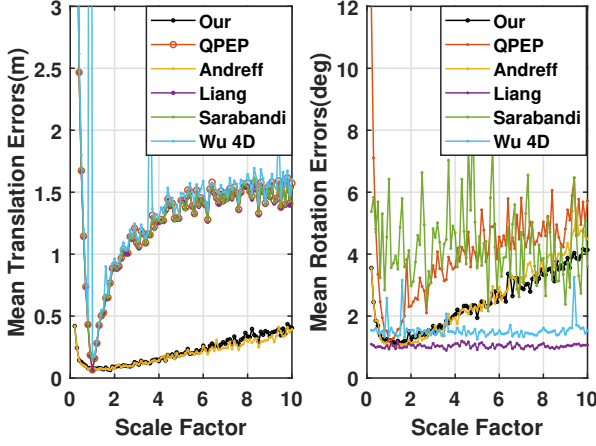 Mean Translation Errors(m)
3
2.5
2
1.5
1
0.5
0
0 2 4 6 8 10
Scale Factor
Our
QPEP
Andreff
Liang
Sarabandi
Wu 4D
Mean Rotation Errors(deg)
12
10
8
6
4
2
0
0 2 4 6 8 10
Scale Factor
Our
QPEP
Andreff
Liang
Sarabandi
Wu 4D